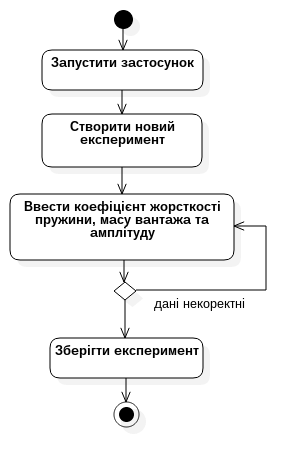 Запустити застосунок
Створити новий
експеримент
Ввести коефіцієнт жорсткості
пружини, масу вантажа та
амплітуду
дані некоректні
Зберігти експеримент